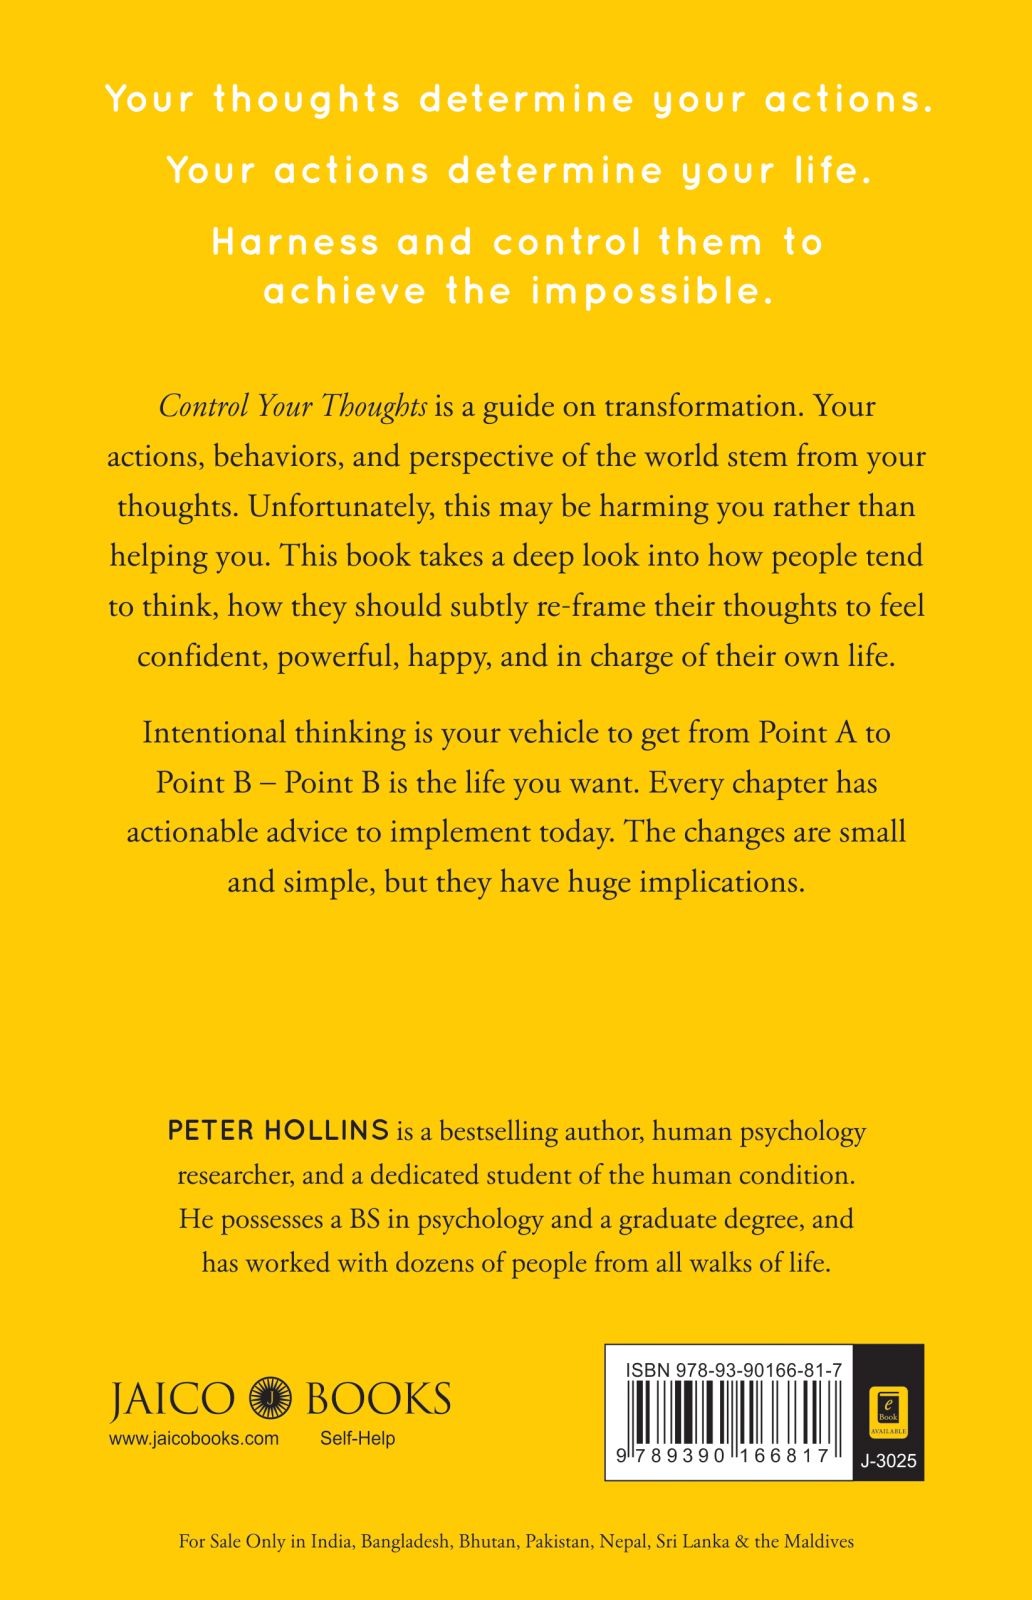 Your thoughts determine your actions.
Your actions determine your life.
Harness and control them to
achieve the impossible.
Control Your Thoughts is a guide on transformation. Your
actions, behaviors, and perspective of the world stem from your
thoughts. Unfortunately, this may be harming you rather than
helping you. This book takes a deep look into how people tend
to think, how they should subtly re-frame their thoughts to feel
confident, powerful, happy, and in charge of their own life.
Intentional thinking is your vehicle to get from Point A to
Point B – Point B is the life you want. Every chapter has
actionable advice to implement today. The changes are small
and simple, but they have huge implications.
PETER HOLLINS is a bestselling author, human psychology
researcher, and a dedicated student of the human condition.
He possesses a BS in psychology and a graduate degree, and
has worked with dozens of people from all walks of life.
JAICO J BOOKS
www.jaicobooks.com Self-Help
ISBN 978-93-90166-81-7
9 789390 166817
e
Book
AVAILABLE
J-3025
For Sale Only in India, Bangladesh, Bhutan, Pakistan, Nepal, Sri Lanka & the Maldives